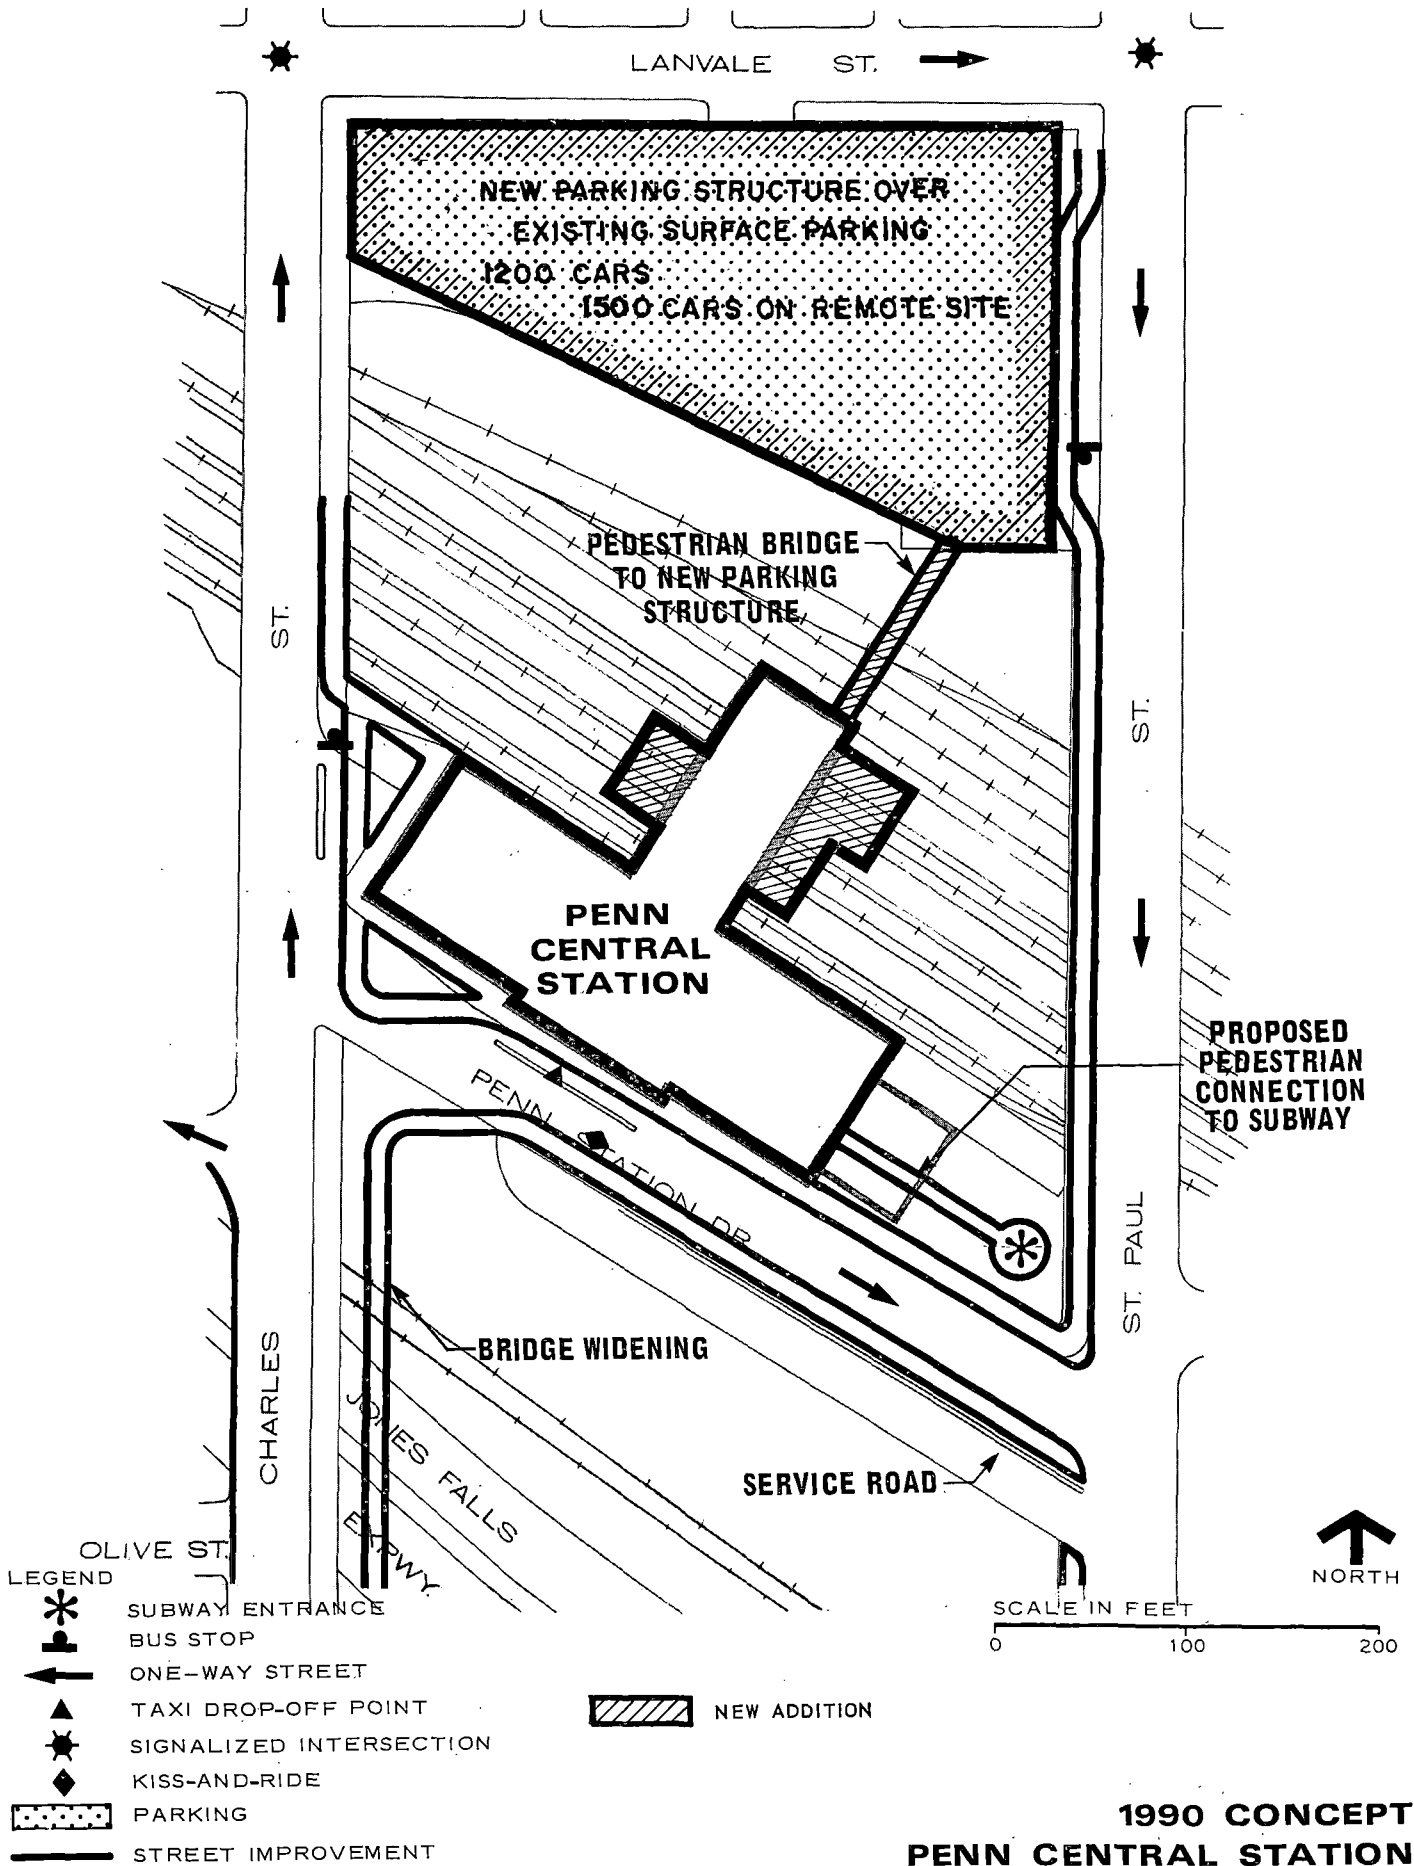 LANVALE ST.
NEW PARKING STRUCTURE OVER
EXISTING SURFACE PARKING
1200 CARS
1500 CARS ON REMOTE SITE
PEDESTRIAN BRIDGE
TO NEW PARKING
STRUCTURE
ST.
ST.
PENN
CENTRAL
STATION
PROPOSED
PEDESTRIAN
CONNECTION
TO SUBWAY
PENN STATION DR.
ST. PAUL
BRIDGE WIDENING
CHARLES
JONES FALLS
EXPWY.
SERVICE ROAD
OLIVE ST.
NORTH
LEGEND
SUBWAY ENTRANCE
BUS STOP
ONE-WAY STREET
TAXI DROP-OFF POINT
SIGNALIZED INTERSECTION
KISS-AND-RIDE
PARKING
STREET IMPROVEMENT
NEW ADDITION
SCALE IN FEET
0 100 200
1990 CONCEPT
PENN CENTRAL STATION